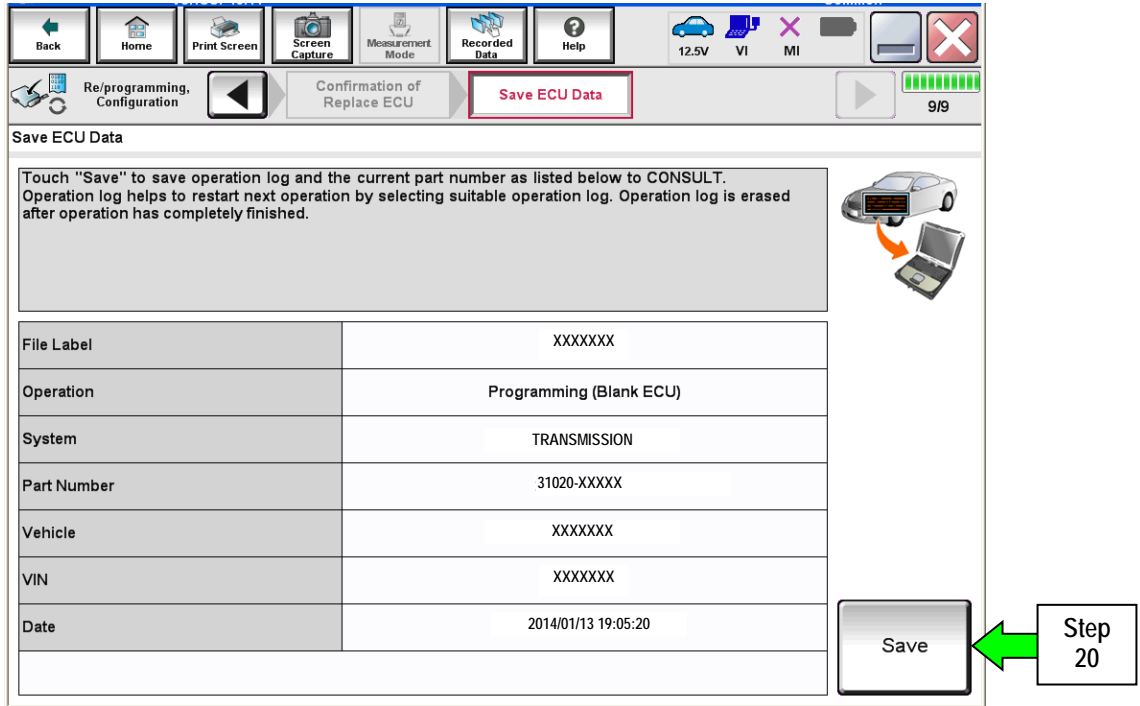 Back
Home
Print Screen
Screen
Capture
Measurement
Mode
Recorded
Data
Help
12.5V
VI
MI
Re/programming,
Configuration
Confirmation of
Replace ECU
Save ECU Data
9/9
Save ECU Data
Touch "Save" to save operation log and the current part number as listed below to CONSULT.
Operation log helps to restart next operation by selecting suitable operation log. Operation log is erased
after operation has completely finished.
File Label
XXXXXXX
Operation
Programming (Blank ECU)
System
TRANSMISSION
Part Number
31020-XXXXX
Vehicle
XXXXXXX
VIN
XXXXXXX
Date
2014/01/13 19:05:20
Save
Step
20